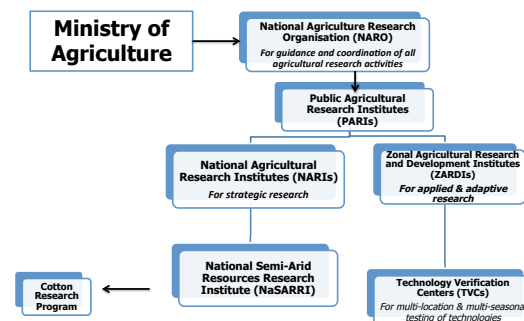 Ministry of
Agriculture
National Agriculture Research
Organisation (NARO)
For guidance and coordination of all
agricultural research activities
Public Agricultural
Research Institutes
(PARIs)
National Agricultural
Research Institutes (NARIs)
For strategic research
Zonal Agricultural Research
and Development Institutes
(ZARDIs)
For applied & adaptive
research
National Semi-Arid
Resources Research
Institute (NaSARRI)
Cotton
Research
Program
Technology Verification
Centers (TVCs)
For multi-location & multi-seasonal
testing of technologies